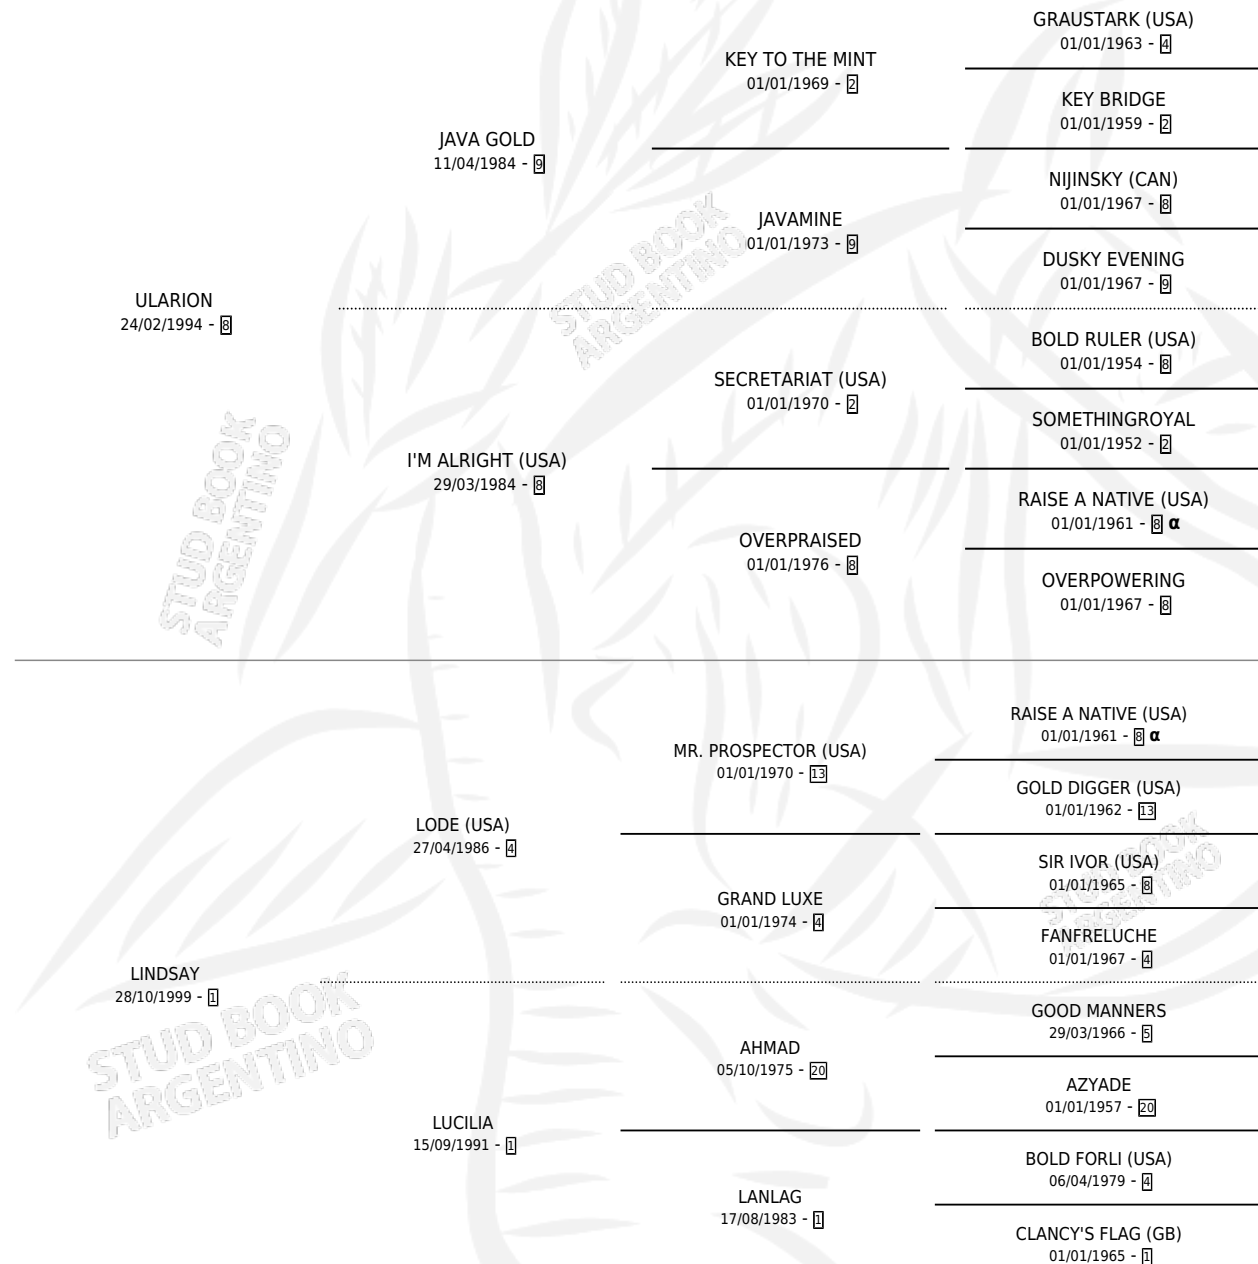 GRAUSTARK (USA)
01/01/1963 - 4
KEY TO THE MINT
01/01/1969 - 2
KEY BRIDGE
01/01/1959 - 2
JAVA GOLD
11/04/1984 - 9
NIJINSKY (CAN)
01/01/1967 - 8
JAVAMINE
01/01/1973 - 9
DUSKY EVENING
01/01/1967 - 9
STUD BOOK
ARGENTINO
ULARION
24/02/1994 - 8
BOLD RULER (USA)
01/01/1954 - 8
SECRETARIAT (USA)
01/01/1970 - 2
SOMETHINGROYAL
01/01/1952 - 2
I'M ALRIGHT (USA)
29/03/1984 - 8
RAISE A NATIVE (USA)
01/01/1961 - 8 α
OVERPRAISED
01/01/1976 - 8
OVERPOWERING
01/01/1967 - 8
STUD BOOK
ARGENTINO
RAISE A NATIVE (USA)
01/01/1961 - 8 α
MR. PROSPECTOR (USA)
01/01/1970 - 13
GOLD DIGGER (USA)
01/01/1962 - 13
LODE (USA)
27/04/1986 - 4
SIR IVOR (USA)
01/01/1965 - 8
GRAND LUXE
01/01/1974 - 4
STUD BOOK
ARGENTINO
FANFRELUCHE
01/01/1967 - 4
LINDSAY
28/10/1999 - 1
GOOD MANNERS
29/03/1966 - 5
STUD BOOK
ARGENTINO
AHMAD
05/10/1975 - 20
AZYADE
01/01/1957 - 20
LUCILIA
15/09/1991 - 1
BOLD FORLI (USA)
06/04/1979 - 4
LANLAG
17/08/1983 - 1
CLANCY'S FLAG (GB)
01/01/1965 - 1